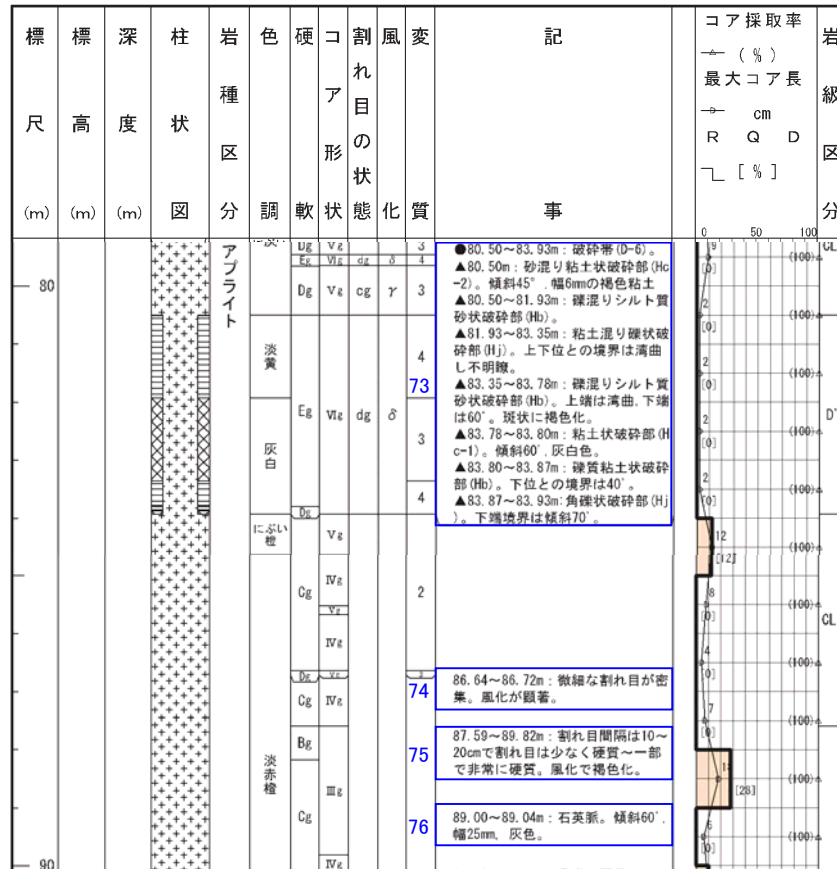 標尺(m)
標高(m)
深度(m)
柱状図
岩種区分
色調
硬軟
コア形状
割れ目の状態
風化
変質
記事
コア採取率
(%)
最大コア長
cm
R Q D
[%]
岩級区分
0 50 100
80
90
アプライト
淡黄
灰白
にぶい橙
淡赤橙
Dg
Eg
Dg
Eg
Dg
Cg
Dg
Cg
Bg
Cg
Vg
Ⅵg
Vg
Ⅵg
Vg
Ⅳg
Vg
Ⅳg
Vg
Ⅳg
Ⅲg
Ⅳg
dg
cg
dg
δ
γ
δ
3
4
3
4
3
4
2
3
73
●80.50～83.93m：破砕帯(D-6)。
▲80.50m：砂混り粘土状破砕部(Hc
-2)。傾斜45ﾟ,幅6mmの褐色粘土
▲80.50～81.93m：礫混りシルト質
砂状破砕部(Hb)。
▲81.93～83.35m：粘土混り礫状破
砕部(Hj)。上下位との境界は湾曲
し不明瞭。
▲83.35～83.78m：礫混りシルト質
砂状破砕部(Hb)。上端は湾曲,下端
は60ﾟ。斑状に褐色化。
▲83.78～83.80m：粘土状破砕部(H
c-1)。傾斜60ﾟ,灰白色。
▲83.80～83.87m：礫質粘土状破砕
部(Hb)。下位との境界は40ﾟ。
▲83.87～83.93m:角礫状破砕部(Hj
)。下端境界は傾斜70ﾟ。
74
86.64～86.72m：微細な割れ目が密
集。風化が顕著。
75
87.59～89.82m：割れ目間隔は10～
20cmで割れ目は少なく硬質～一部
で非常に硬質。風化で褐色化。
76
89.00～89.04m：石英脈。傾斜60ﾟ,
幅25mm, 灰色。
9
[0]
(100)
2
[0]
(100)
2
[0]
(100)
2
[0]
(100)
2
[0]
(100)
12
[12]
(100)
8
[0]
(100)
4
[0]
(100)
7
[0]
(100)
[28]
(100)
6
[0]
(100)
CL
D
CL